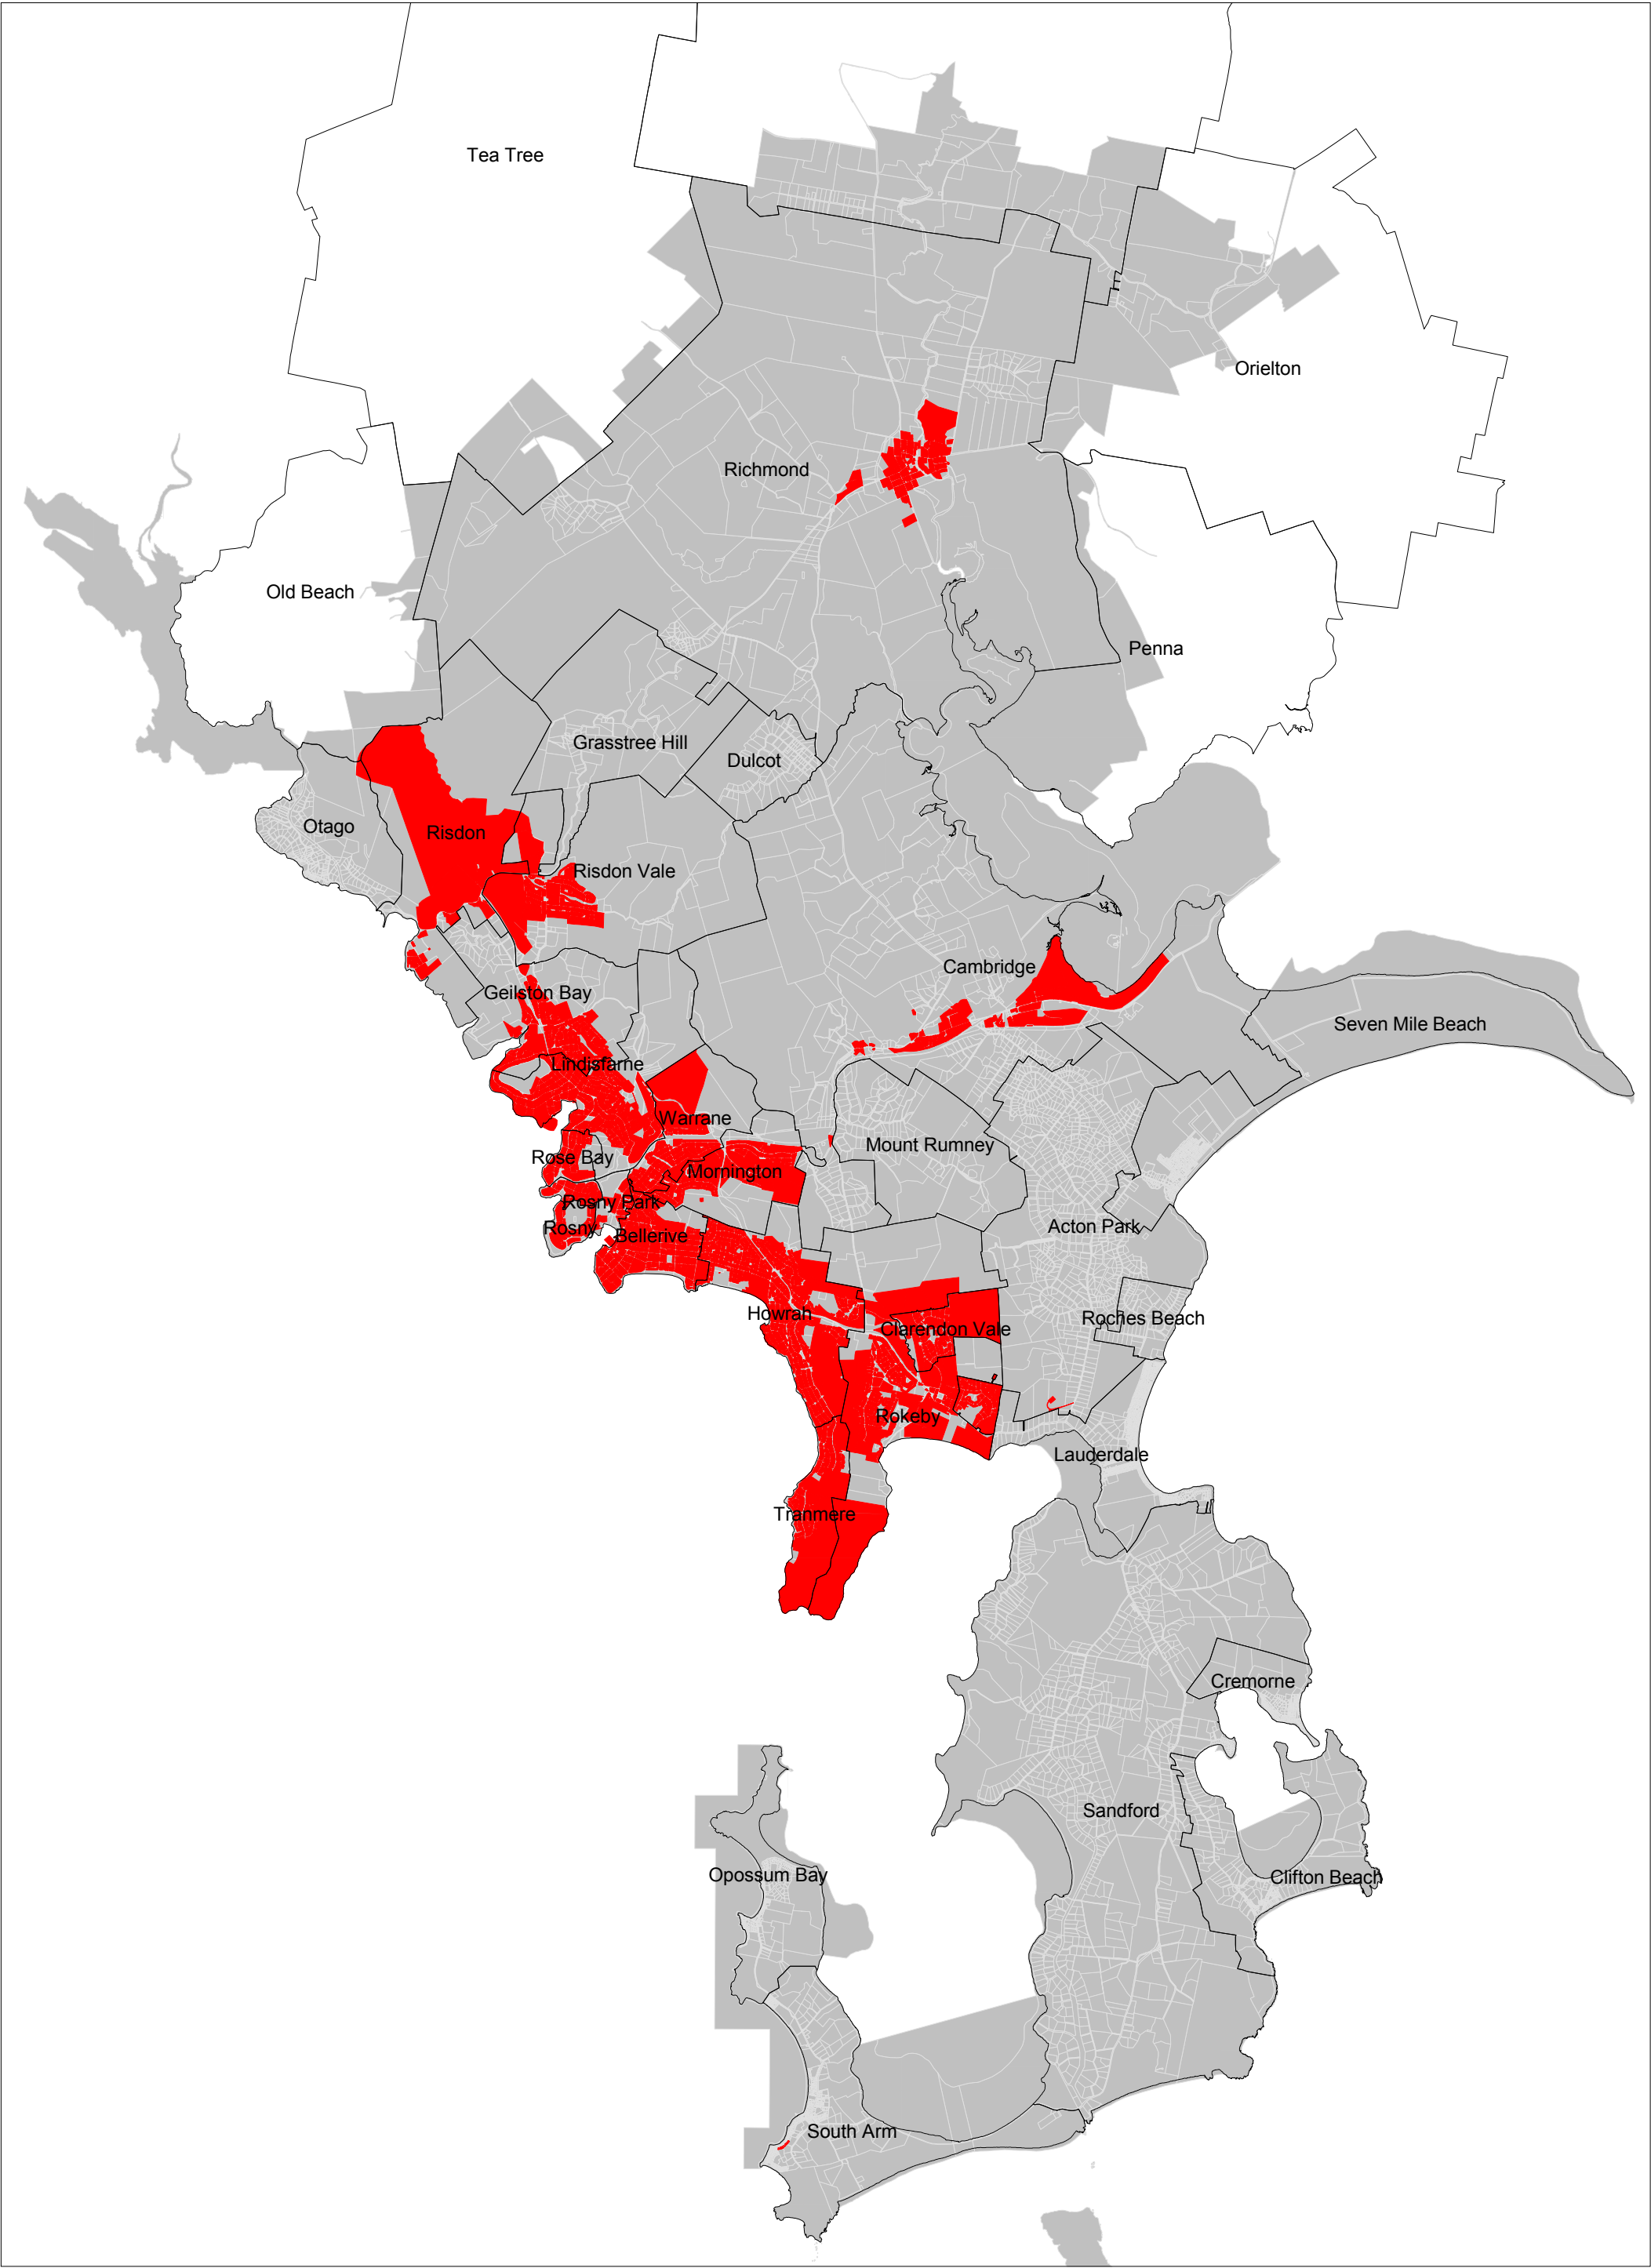 Tea Tree
Orielton
Richmond
Old Beach
Penna
Grasstree Hill
Dulcot
Otago
Risdon
Risdon Vale
Cambridge
Geilston Bay
Seven Mile Beach
Lindisfarne
Warrane
Mount Rumney
Rose Bay
Mornington
Rosny Park
Acton Park
Rosny
Bellerive
Howrah
Roches Beach
Clarendon Vale
Rokeby
Lauderdale
Tranmere
Cremorne
Sandford
Opossum Bay
Clifton Beach
South Arm